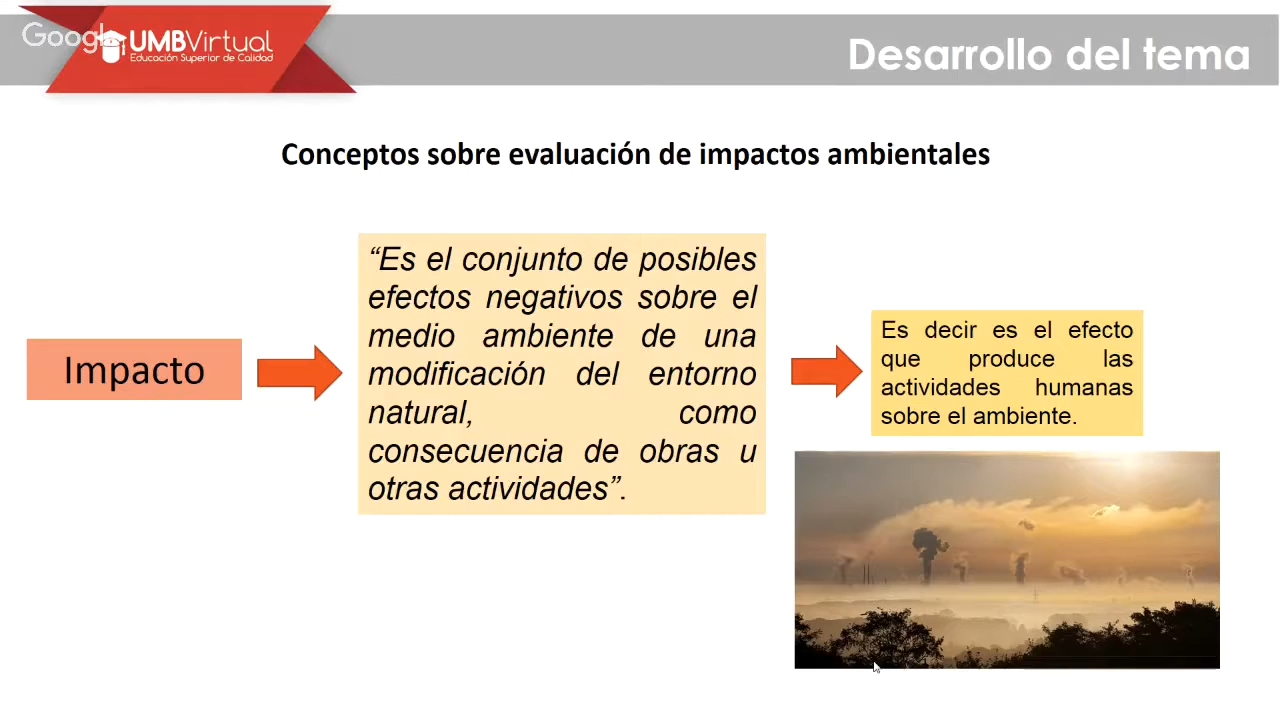 Google
UMBVirtual
Educación Superior de Calidad
Desarrollo del tema
Conceptos sobre evaluación de impactos ambientales
Impacto
“Es el conjunto de posibles
efectos negativos sobre el
medio ambiente de una
modificación del entorno
natural, como
consecuencia de obras u
otras actividades”.
Es decir es el efecto
que produce las
actividades humanas
sobre el ambiente.